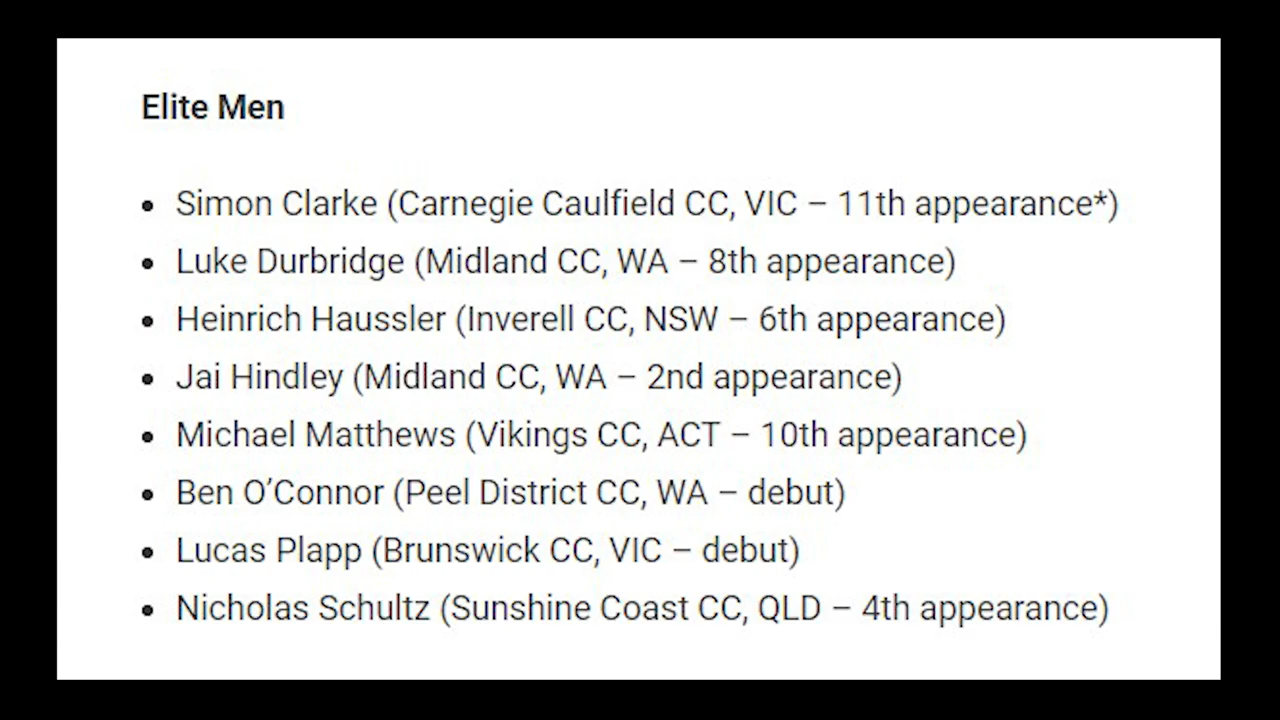 Elite Men
• Simon Clarke (Carnegie Caulfield CC, VIC – 11th appearance*)
• Luke Durbridge (Midland CC, WA – 8th appearance)
• Heinrich Haussler (Inverell CC, NSW – 6th appearance)
• Jai Hindley (Midland CC, WA – 2nd appearance)
• Michael Matthews (Vikings CC, ACT – 10th appearance)
• Ben O’Connor (Peel District CC, WA – debut)
• Lucas Plapp (Brunswick CC, VIC – debut)
• Nicholas Schultz (Sunshine Coast CC, QLD – 4th appearance)